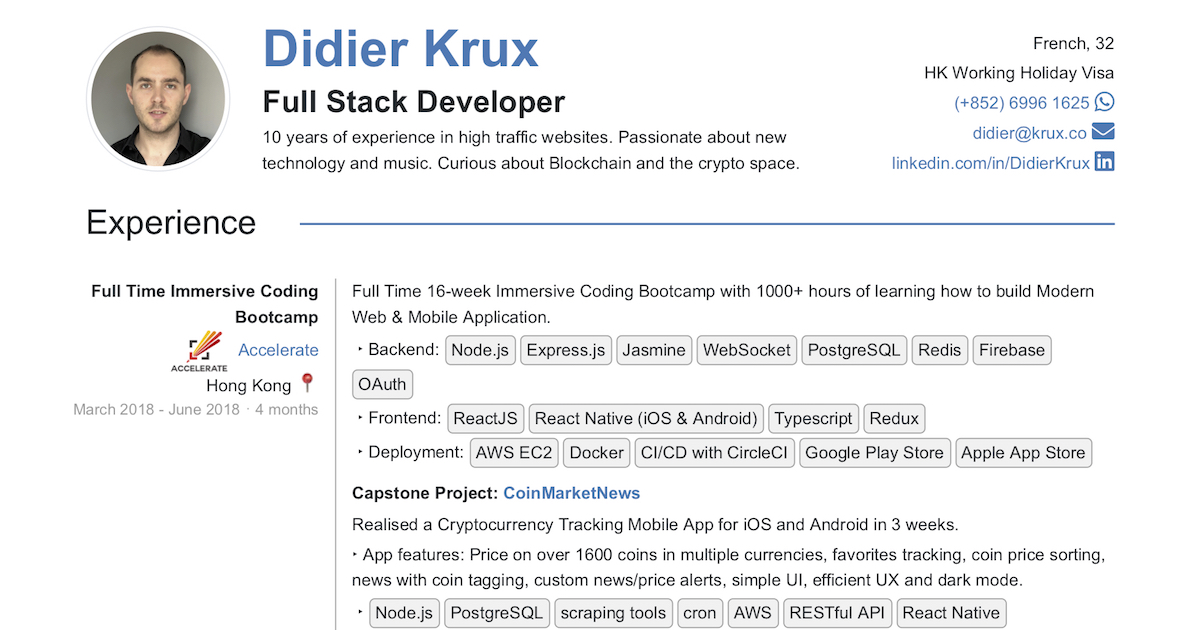 Didier Krux
Full Stack Developer
10 years of experience in high traffic websites. Passionate about new
technology and music. Curious about Blockchain and the crypto space.
French, 32
HK Working Holiday Visa
(+852) 6996 1625
didier@krux.co
linkedin.com/in/DidierKrux
Experience
Full Time Immersive Coding
Bootcamp
ACCELERATE
Accelerate
Hong Kong
March 2018 - June 2018 · 4 months
Full Time 16-week Immersive Coding Bootcamp with 1000+ hours of learning how to build Modern
Web & Mobile Application.
‣ Backend: Node.js Express.js Jasmine WebSocket PostgreSQL Redis Firebase
OAuth
‣ Frontend: ReactJS React Native (iOS & Android) Typescript Redux
‣ Deployment: AWS EC2 Docker CI/CD with CircleCI Google Play Store Apple App Store
Capstone Project: CoinMarketNews
Realised a Cryptocurrency Tracking Mobile App for iOS and Android in 3 weeks.
‣ App features: Price on over 1600 coins in multiple currencies, favorites tracking, coin price sorting,
news with coin tagging, custom news/price alerts, simple UI, efficient UX and dark mode.
‣ Node.js PostgreSQL scraping tools cron AWS RESTful API React Native